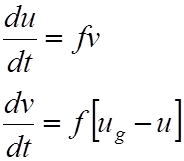 du/dt = fv
dv/dt = f[u_g − u]